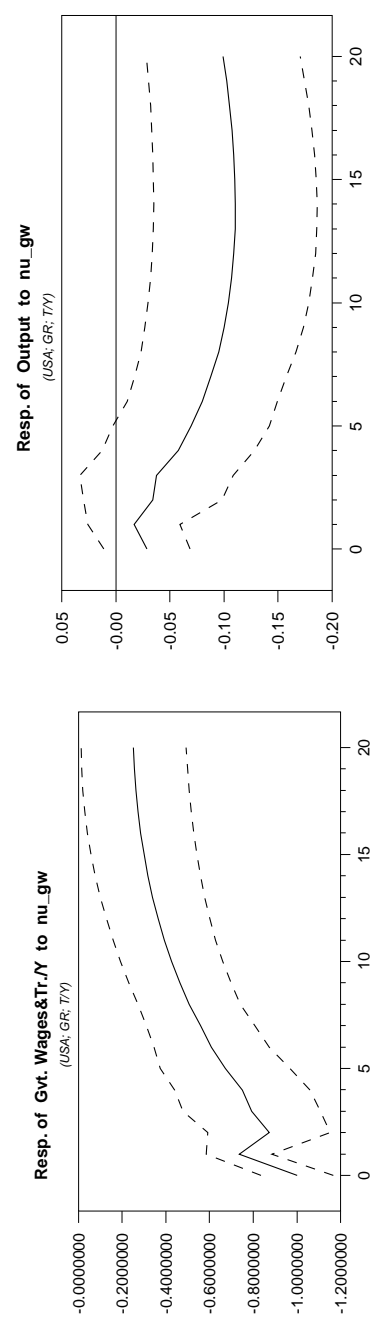 Resp. of Gvt. Wages&Tr./Y to nu_gw
(USA; GR; T/Y)
-0.0000000
-0.2000000
-0.4000000
-0.6000000
-0.8000000
-1.0000000
-1.2000000
0 5 10 15 20
Resp. of Output to nu_gw
(USA; GR; T/Y)
0.05
-0.00
-0.05
-0.10
-0.15
-0.20
0 5 10 15 20